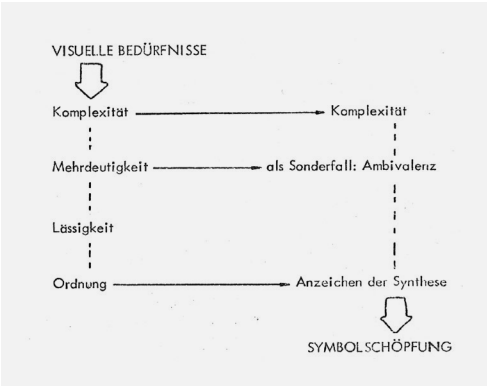 VISUELLE BEDÜRFNISSE
Komplexität Komplexität
Mehrdeutigkeit als Sonderfall: Ambivalenz
Lässigkeit
Ordnung Anzeichen der Synthese
SYMBOLSCHÖPFUNG